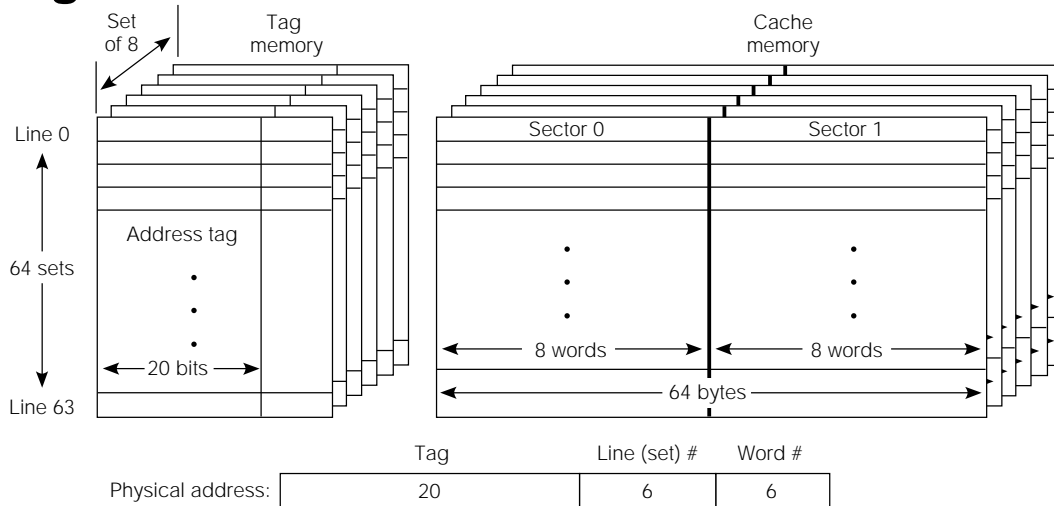 Set
of 8
Tag
memory
Cache
memory
Line 0
Sector 0
Sector 1
Address tag
64 sets
20 bits
8 words
8 words
64 bytes
Line 63
Tag
Line (set) #
Word #
Physical address:
20
6
6